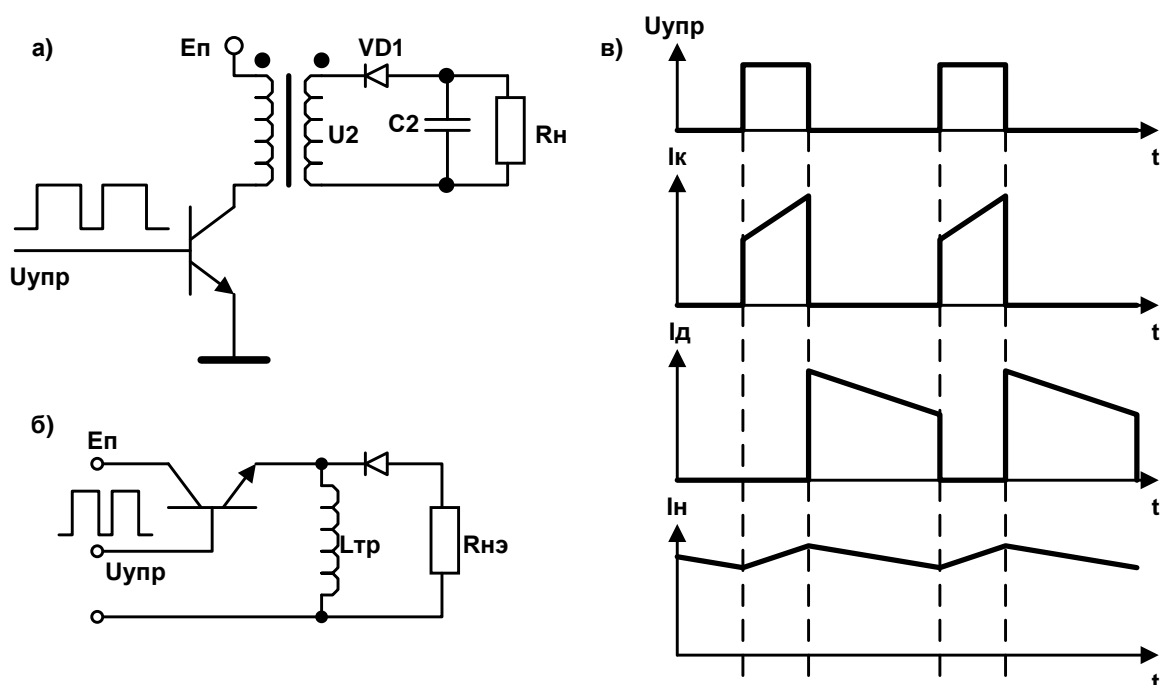 а)
Еп
VD1
U2
C2
Rн
Uупр
б)
Еп
Uупр
Lтр
Rнэ
в)
Uупр
t
Iк
t
Iд
t
Iн
t